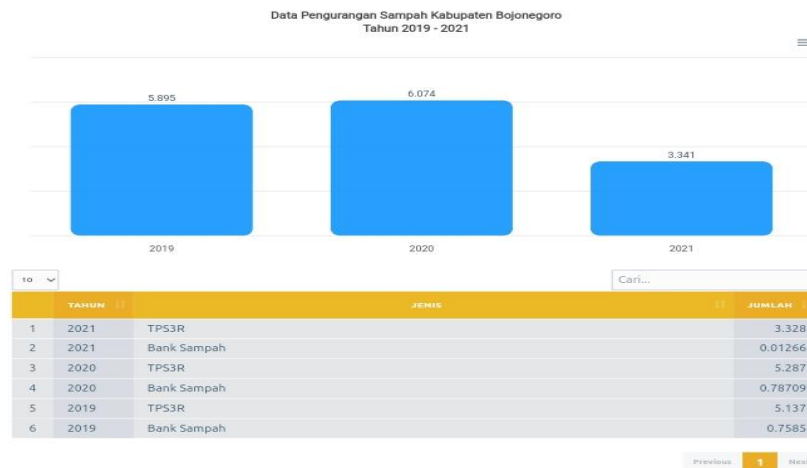 Data Pengurangan Sampah Kabupaten Bojonegoro
Tahun 2019 - 2021
5.895 6.074 3.341
2019 2020 2021
10 Cari...
TAHUN JENIS JUMLAH
1 2021 TPS3R 3.328
2 2021 Bank Sampah 0.01266
3 2020 TPS3R 5.287
4 2020 Bank Sampah 0.78709
5 2019 TPS3R 5.137
6 2019 Bank Sampah 0.7585
Previous 1 Next